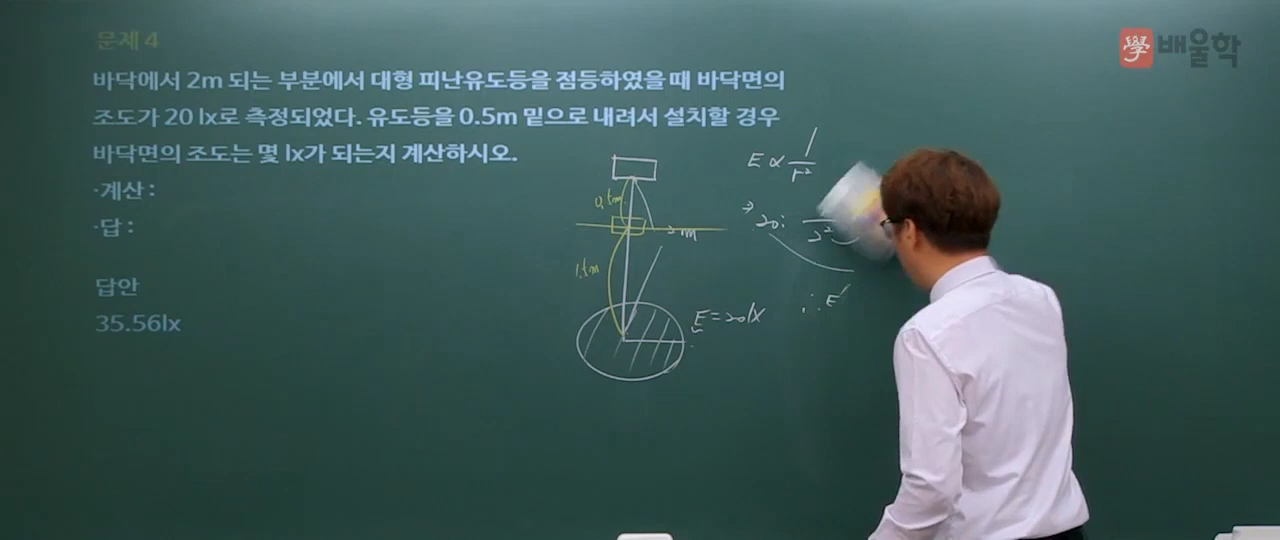 學 배울학
문제 4
바닥에서 2m 되는 부분에서 대형 피난유도등을 점등하였을 때 바닥면의
조도가 20 lx로 측정되었다. 유도등을 0.5m 밑으로 내려서 설치할 경우
바닥면의 조도는 몇 lx가 되는지 계산하시오.
·계산 :
·답 :
답안
35.56lx
0.5m
2m
1.5m
E = 20lx
E ∝ 1/r²
→ 20 : 1/2²
∴ E'